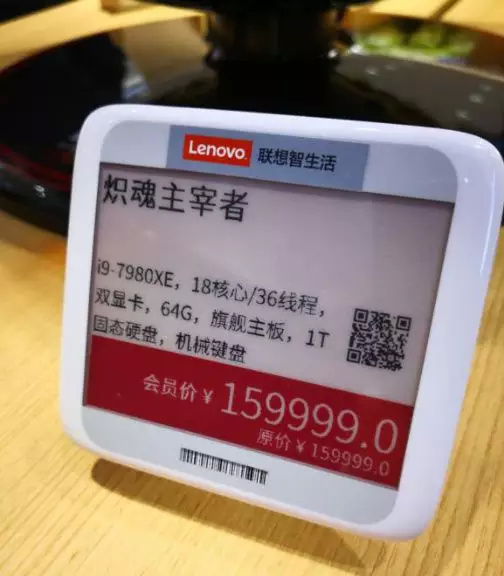 Lenovo. 联想智生活
炽魂主宰者
i9-7980XE，18核心/36线程，
双显卡，64G，旗舰主板，1T
固态硬盘，机械键盘
会员价￥159999.0
原价￥159999.0